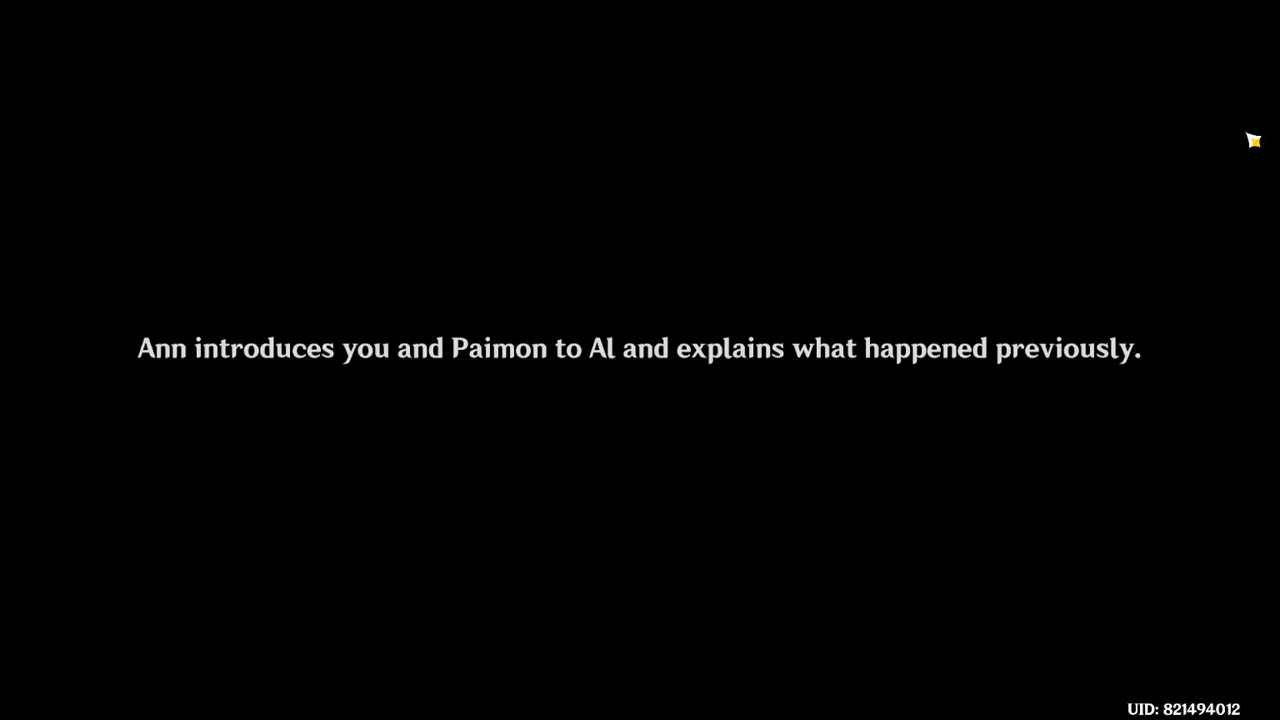 Ann introduces you and Paimon to Al and explains what happened previously.
UID: 821494012